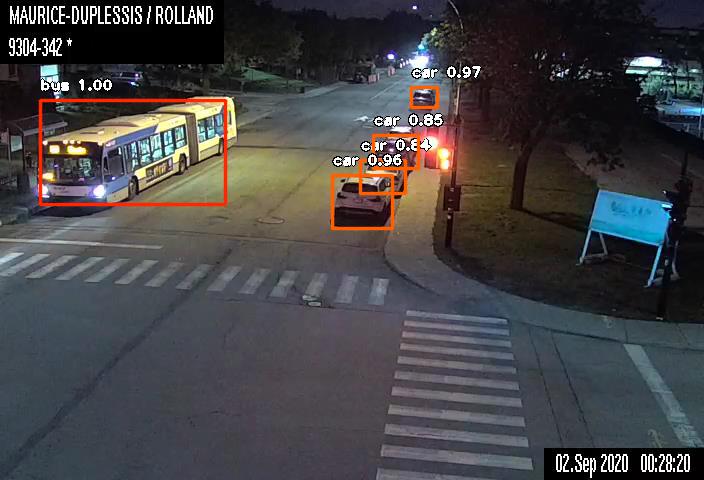 MAURICE-DUPLESSIS / ROLLAND
9304-342 *
bus 1.00
car 0.97
car 0.85
car 0.84
car 0.96
02.Sep 2020 00:28:20